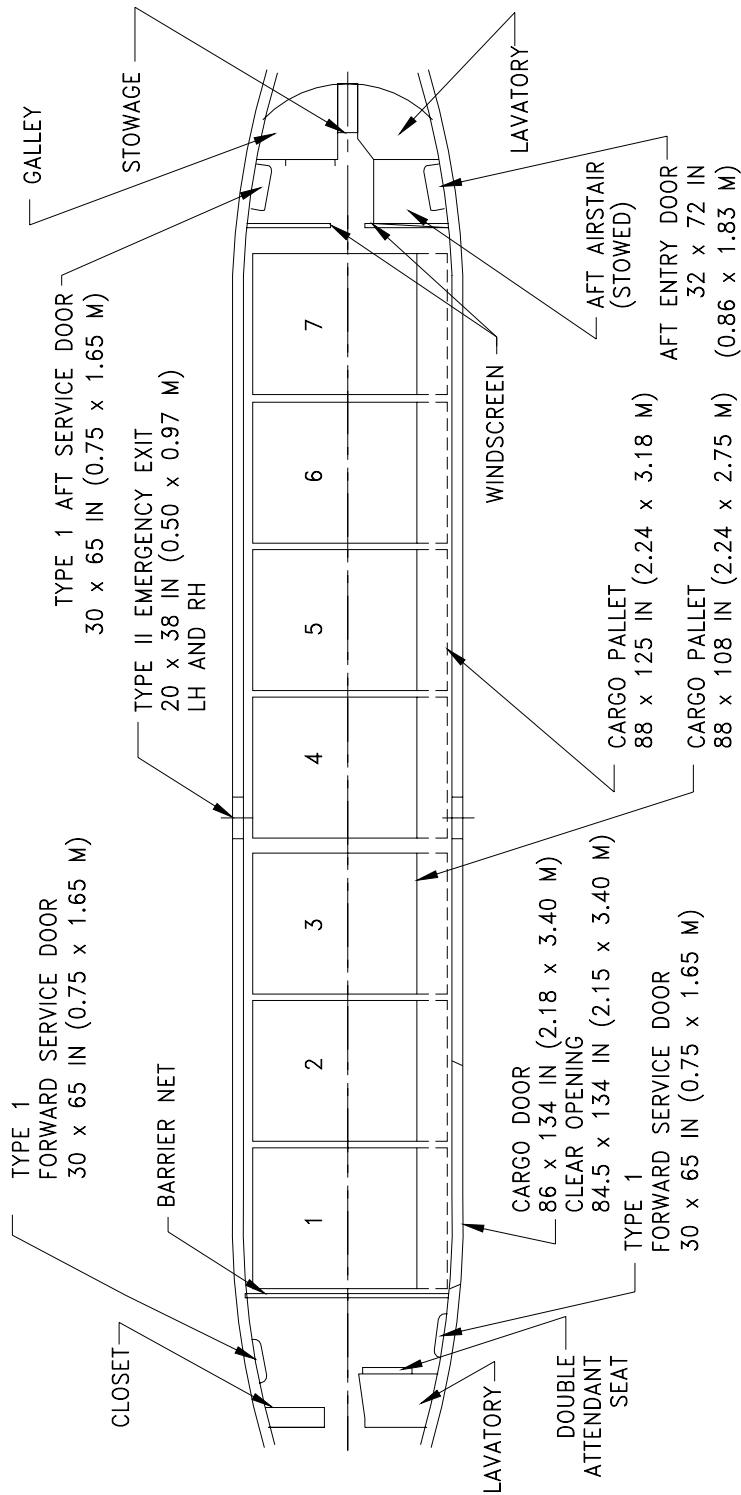 TYPE 1
FORWARD SERVICE DOOR
30 x 65 IN (0.75 x 1.65 M)
TYPE 1 AFT SERVICE DOOR
30 x 65 IN (0.75 x 1.65 M)
TYPE II EMERGENCY EXIT
20 x 38 IN (0.50 x 0.97 M)
LH AND RH
GALLEY
STOWAGE
CLOSET
BARRIER NET
1
2
3
4
5
6
7
LAVATORY
DOUBLE
ATTENDANT
SEAT
CARGO DOOR
86 x 134 IN (2.18 x 3.40 M)
CLEAR OPENING
84.5 x 134 IN (2.15 x 3.40 M)
TYPE 1
FORWARD SERVICE DOOR
30 x 65 IN (0.75 x 1.65 M)
CARGO PALLET
88 x 125 IN (2.24 x 3.18 M)
CARGO PALLET
88 x 108 IN (2.24 x 2.75 M)
WINDSCREEN
AFT AIRSTAIR
(STOWED)
AFT ENTRY DOOR
32 x 72 IN
(0.86 x 1.83 M)
LAVATORY